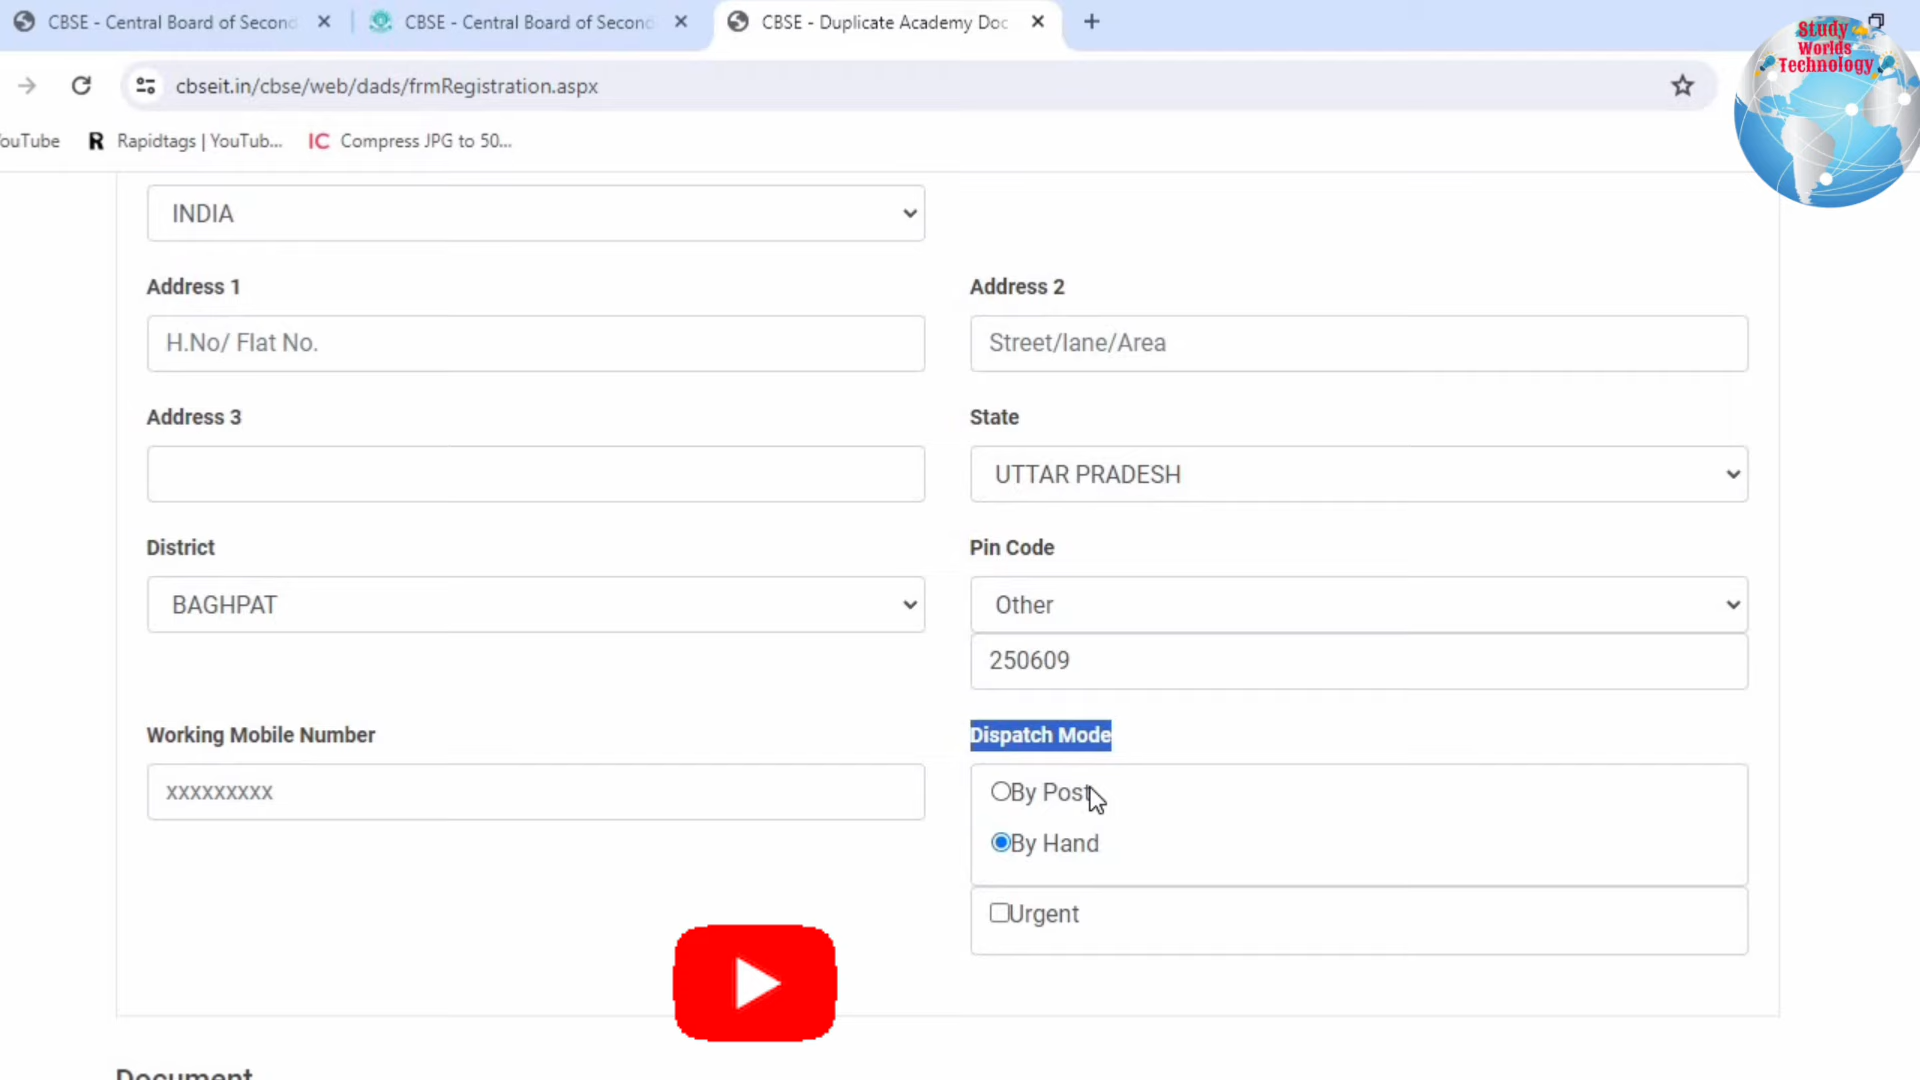 CBSE - Central Board of Second
CBSE - Central Board of Secon
CBSE - Duplicate Academy Doc
cbseit.in/cbse/web/dads/frmRegistration.aspx
Study
Worlds
Technology
ouTube
R Rapidtags | YouTub...
IC Compress JPG to 50...
INDIA
Address 1
Address 2
H.No/ Flat No.
Street/lane/Area
Address 3
State
UTTAR PRADESH
District
Pin Code
BAGHPAT
Other
250609
Working Mobile Number
Dispatch Mode
xxxxxxxxx
By Post
By Hand
Urgent
Document